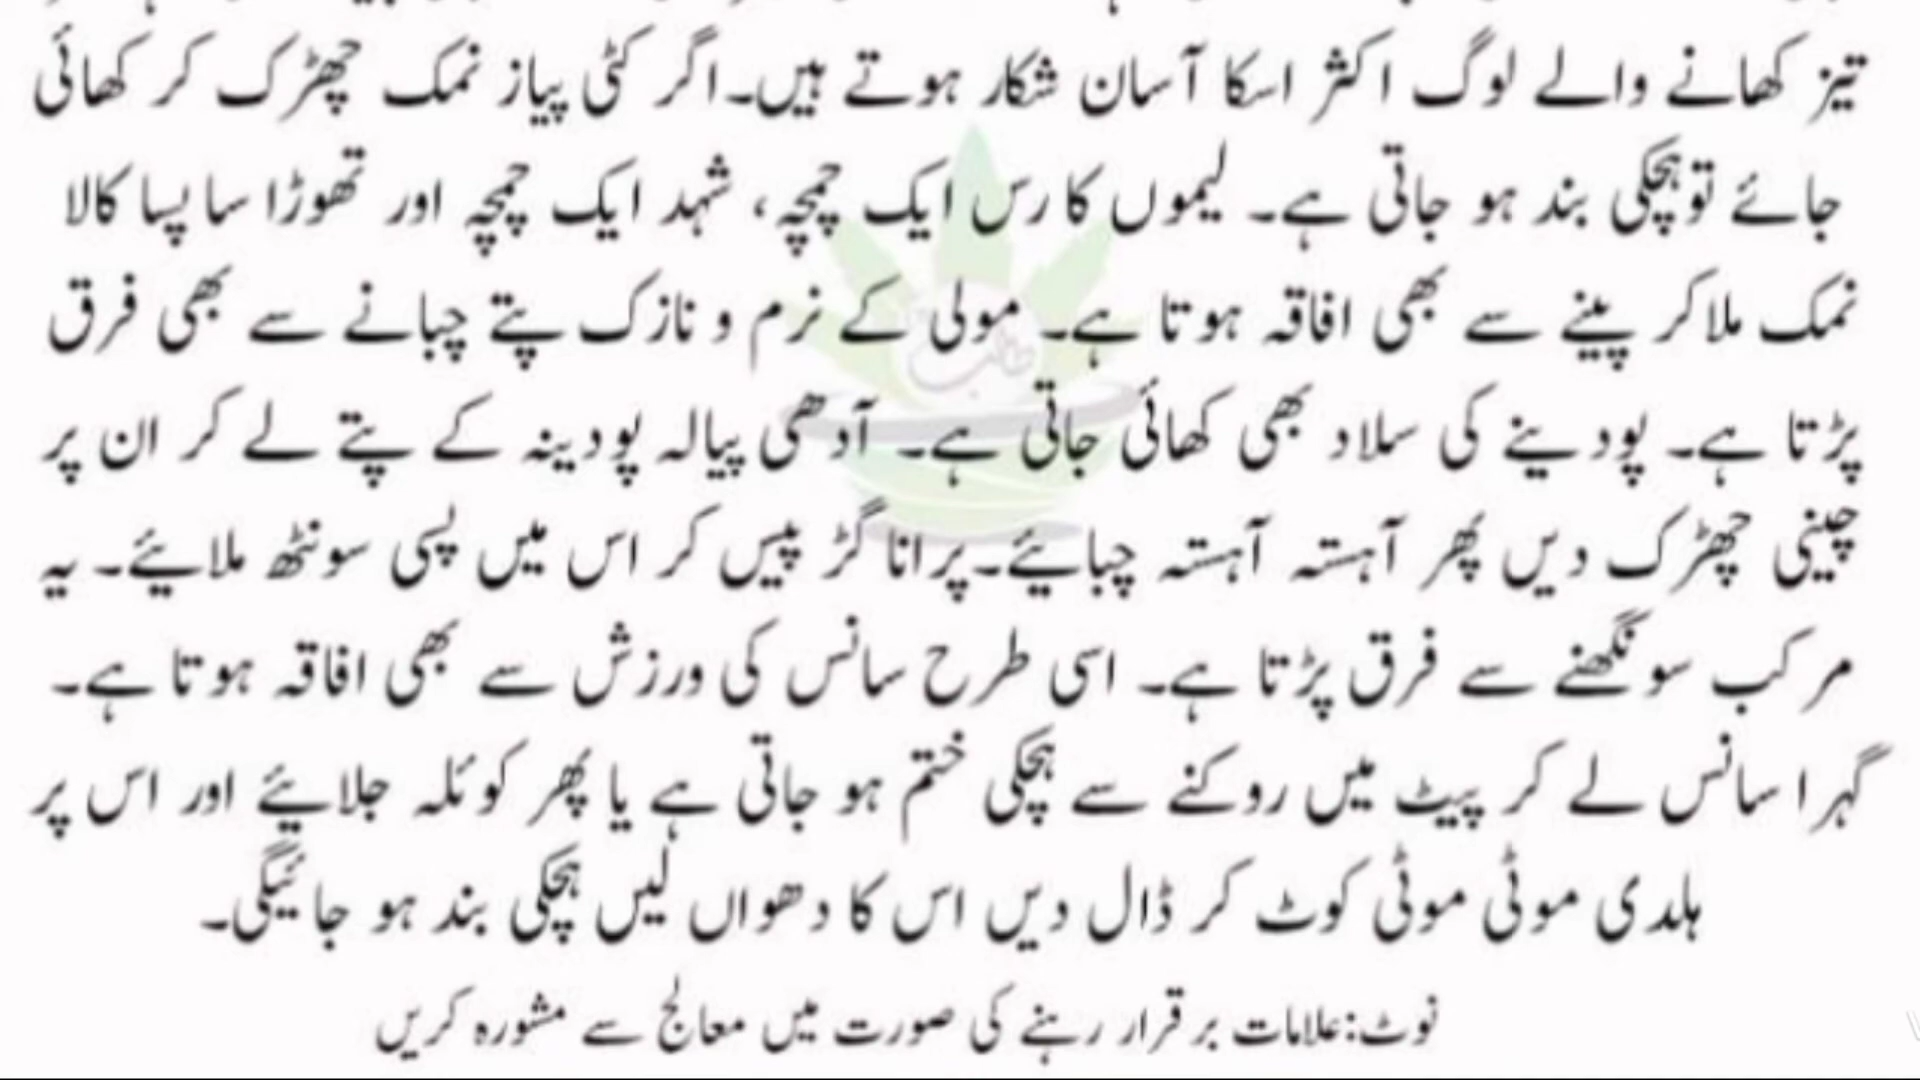 تیز کھانے والے لوگ اکثر اسکا آسان شکار ہوتے ہیں۔اگر کٹی پیاز نمک چھڑک کر کھائی
جائے تو ہچکی بند ہو جاتی ہے۔ لیموں کا رس ایک چمچہ، شہد ایک چمچہ اور تھوڑا سا پسا کالا
نمک ملا کر پینے سے بھی افاقہ ہوتا ہے۔ مولی کے نرم و نازک پتے چبانے سے بھی فرق
پڑتا ہے۔ پودینے کی سلاد بھی کھائی جاتی ہے۔ آدھی پیالہ پودینہ کے پتے لے کر ان پر
چینی چھڑک دیں پھر آہستہ آہستہ چبایئے۔پرانا گڑ پیس کر اس میں پسی سونٹھ ملایئے۔ یہ
مرکب سونگھنے سے فرق پڑتا ہے۔ اسی طرح سانس کی ورزش سے بھی افاقہ ہوتا ہے۔
گہرا سانس لے کر پیٹ میں روکنے سے ہچکی ختم ہو جاتی ہے یا پھر کوئلہ جلایئے اور اس پر
ہلدی موٹی موٹی کوٹ کر ڈال دیں اس کا دھواں لیں ہچکی بند ہو جائیگی۔
نوٹ:علامات برقرار رہنے کی صورت میں معالج سے مشورہ کریں